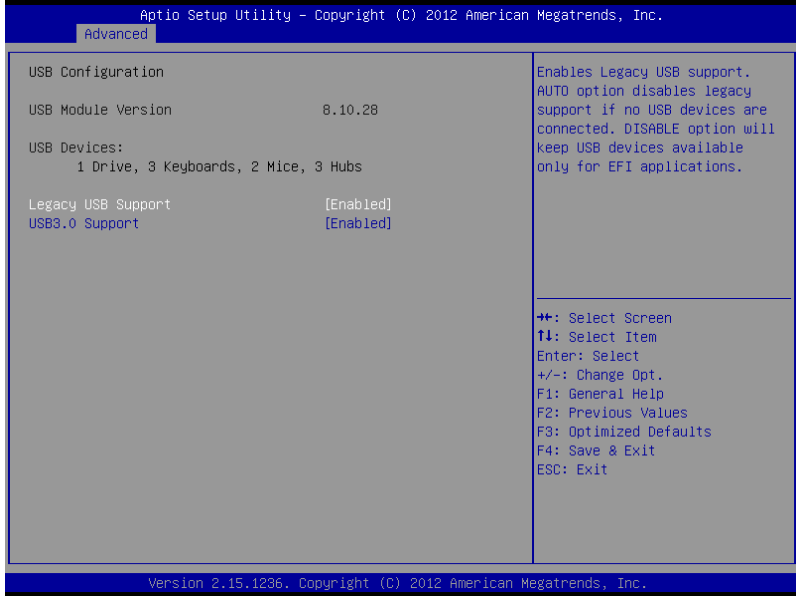 Aptio Setup Utility – Copyright (C) 2012 American Megatrends, Inc.
Advanced
USB Configuration
USB Module Version 8.10.28
USB Devices:
1 Drive, 3 Keyboards, 2 Mice, 3 Hubs
Legacy USB Support [Enabled]
USB3.0 Support [Enabled]
Enables Legacy USB support.
AUTO option disables legacy
support if no USB devices are
connected. DISABLE option will
keep USB devices available
only for EFI applications.
→←: Select Screen
↑↓: Select Item
Enter: Select
+/-: Change Opt.
F1: General Help
F2: Previous Values
F3: Optimized Defaults
F4: Save & Exit
ESC: Exit
Version 2.15.1236. Copyright (C) 2012 American Megatrends, Inc.